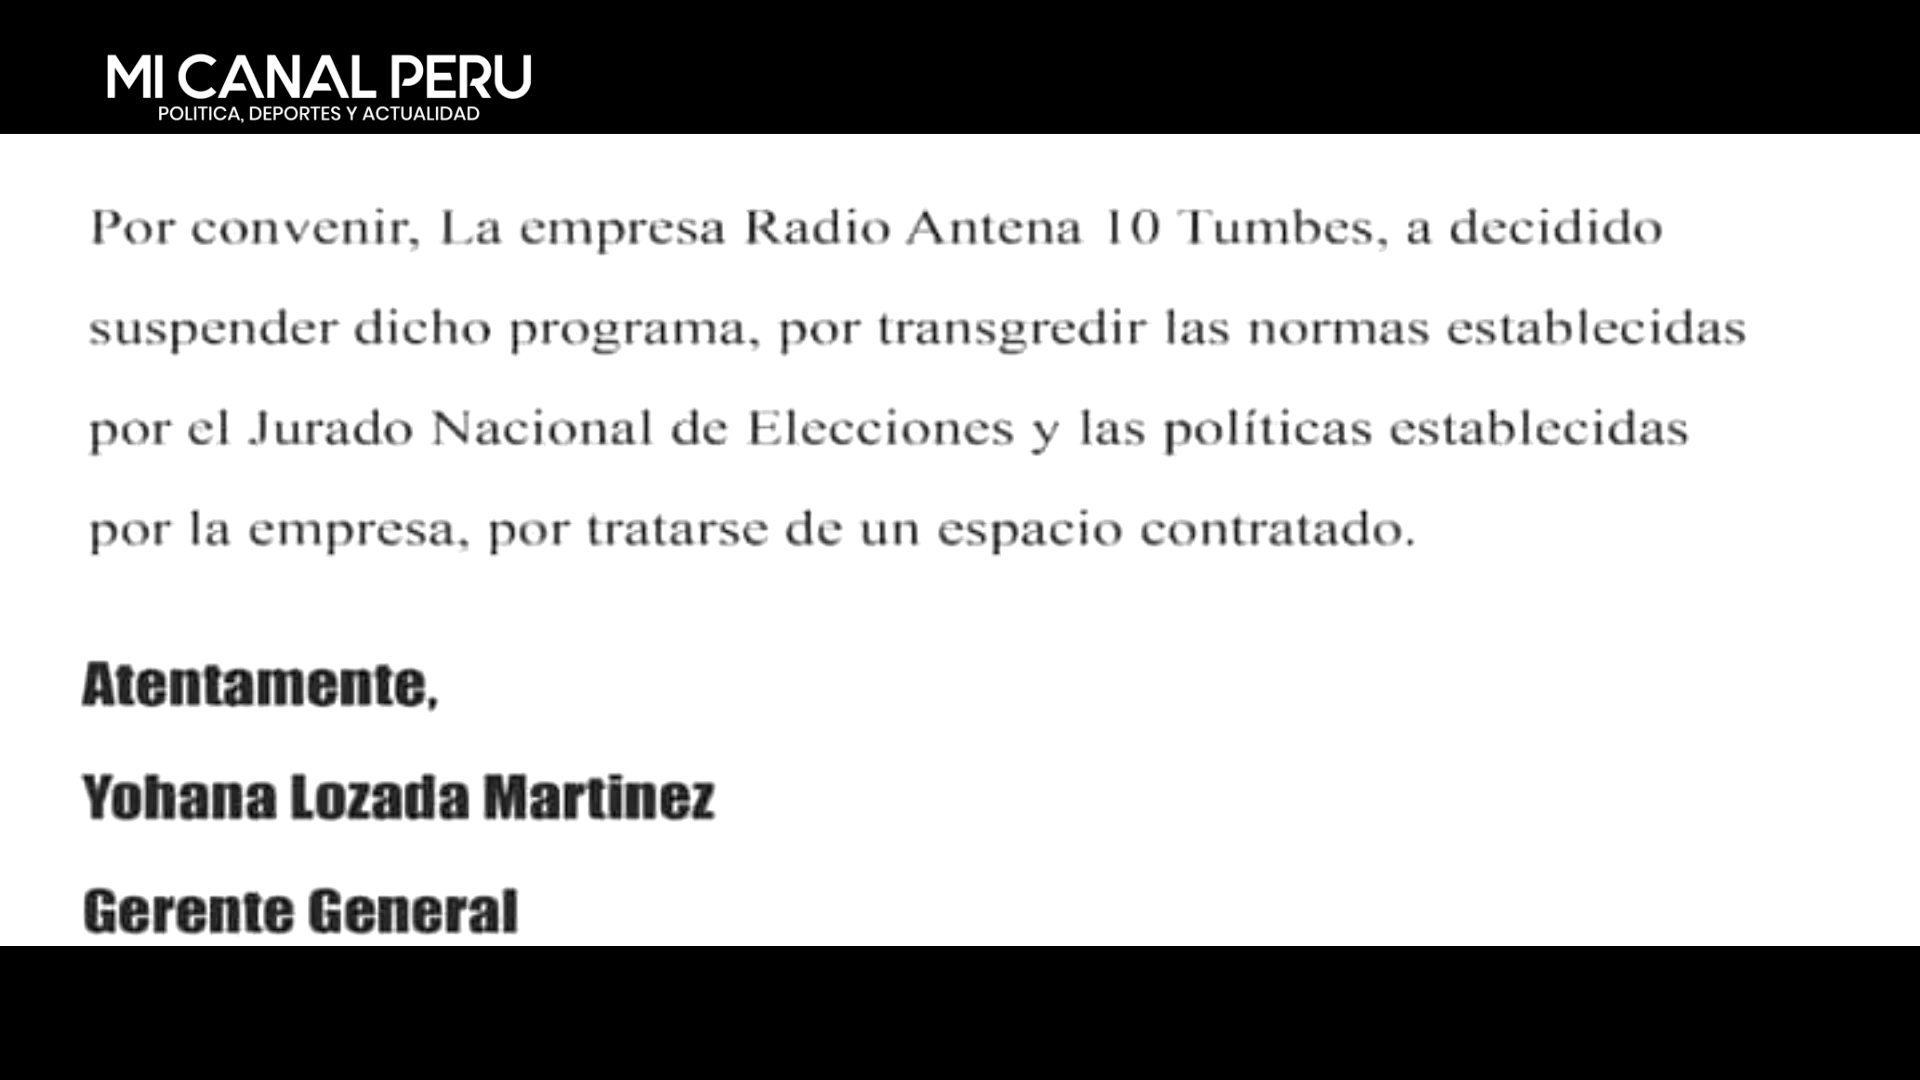 MI CANAL PERU
POLITICA, DEPORTES Y ACTUALIDAD
Por convenir, La empresa Radio Antena 10 Tumbes, a decidido
suspender dicho programa, por transgredir las normas establecidas
por el Jurado Nacional de Elecciones y las políticas establecidas
por la empresa, por tratarse de un espacio contratado.
Atentamente,
Yohana Lozada Martinez
Gerente General